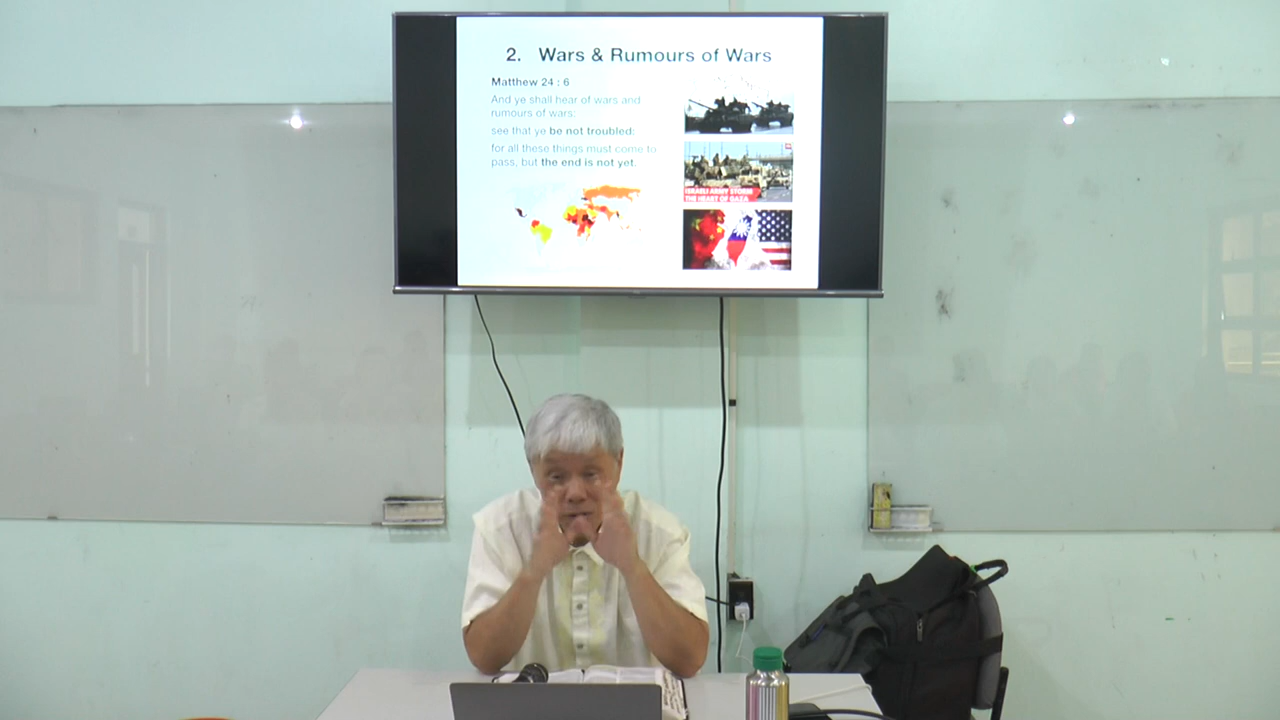 2. Wars & Rumours of Wars
Matthew 24 : 6
And ye shall hear of wars and
rumours of wars:
see that ye be not troubled:
for all these things must come to
pass, but the end is not yet.
ISRAELI ARMY STORM
THE HEART OF GAZA